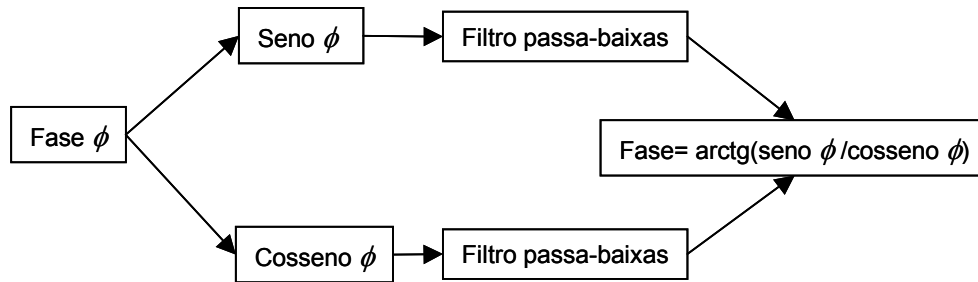 Seno ϕ
Filtro passa-baixas
Fase ϕ
Fase= arctg(seno ϕ /cosseno ϕ)
Cosseno ϕ
Filtro passa-baixas